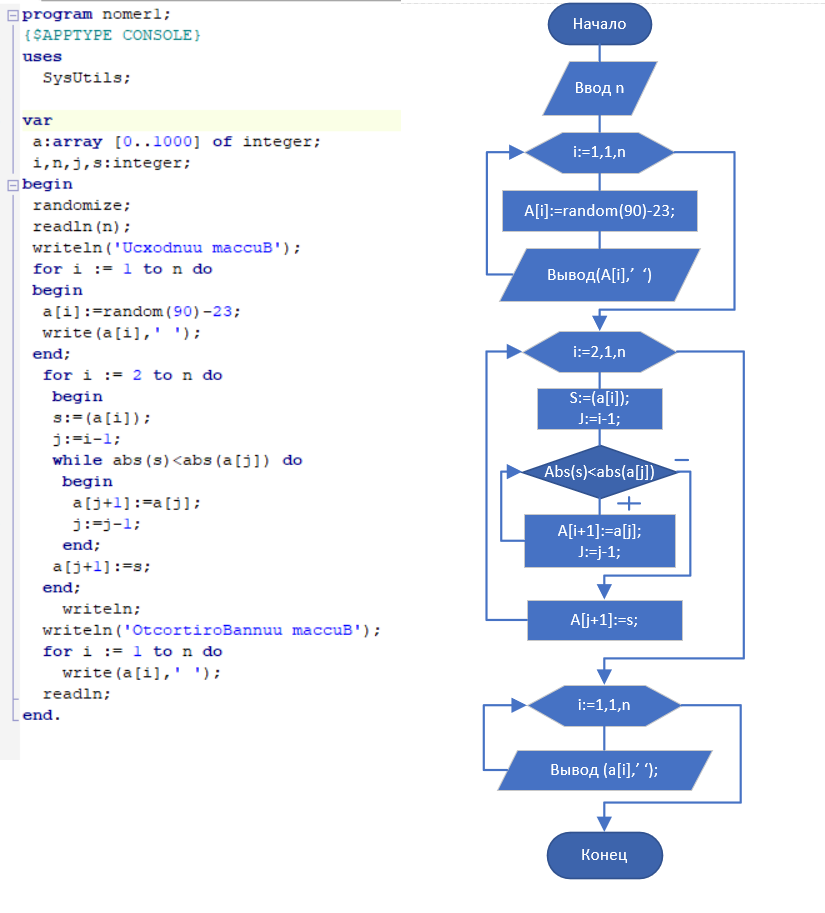 program nomer1;
{$APPTYPE CONSOLE}
uses
SysUtils;
var
a:array [0..1000] of integer;
i,n,j,s:integer;
begin
randomize;
readln(n);
writeln('Ucxodnuu maccuB');
for i := 1 to n do
begin
a[i]:=random(90)-23;
write(a[i],' ');
end;
for i := 2 to n do
begin
s:=(a[i]);
j:=i-1;
while abs(s)<abs(a[j]) do
begin
a[j+1]:=a[j];
j:=j-1;
end;
a[j+1]:=s;
end;
writeln;
writeln('OtcortiroBannuu maccuB');
for i := 1 to n do
write(a[i],' ');
readln;
end.
Начало
Ввод n
i:=1,1,n
A[i]:=random(90)-23;
Вывод(A[i],’ ‘)
i:=2,1,n
S:=(a[i]);
J:=i-1;
Abs(s)<abs(a[j])
−
+
A[i+1]:=a[j];
J:=j-1;
A[j+1]:=s;
i:=1,1,n
Вывод (a[i],’ ‘);
Конец